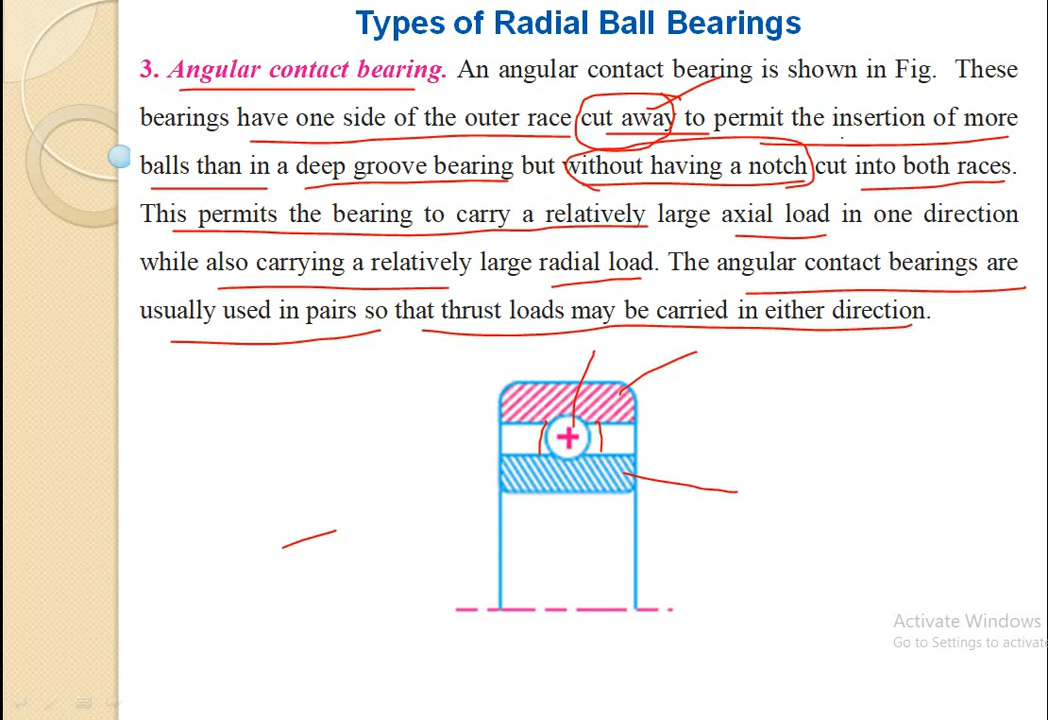 Types of Radial Ball Bearings
3. Angular contact bearing. An angular contact bearing is shown in Fig. These
bearings have one side of the outer race cut away to permit the insertion of more
balls than in a deep groove bearing but without having a notch cut into both races.
This permits the bearing to carry a relatively large axial load in one direction
while also carrying a relatively large radial load. The angular contact bearings are
usually used in pairs so that thrust loads may be carried in either direction.
Activate Windows
Go to Settings to activate